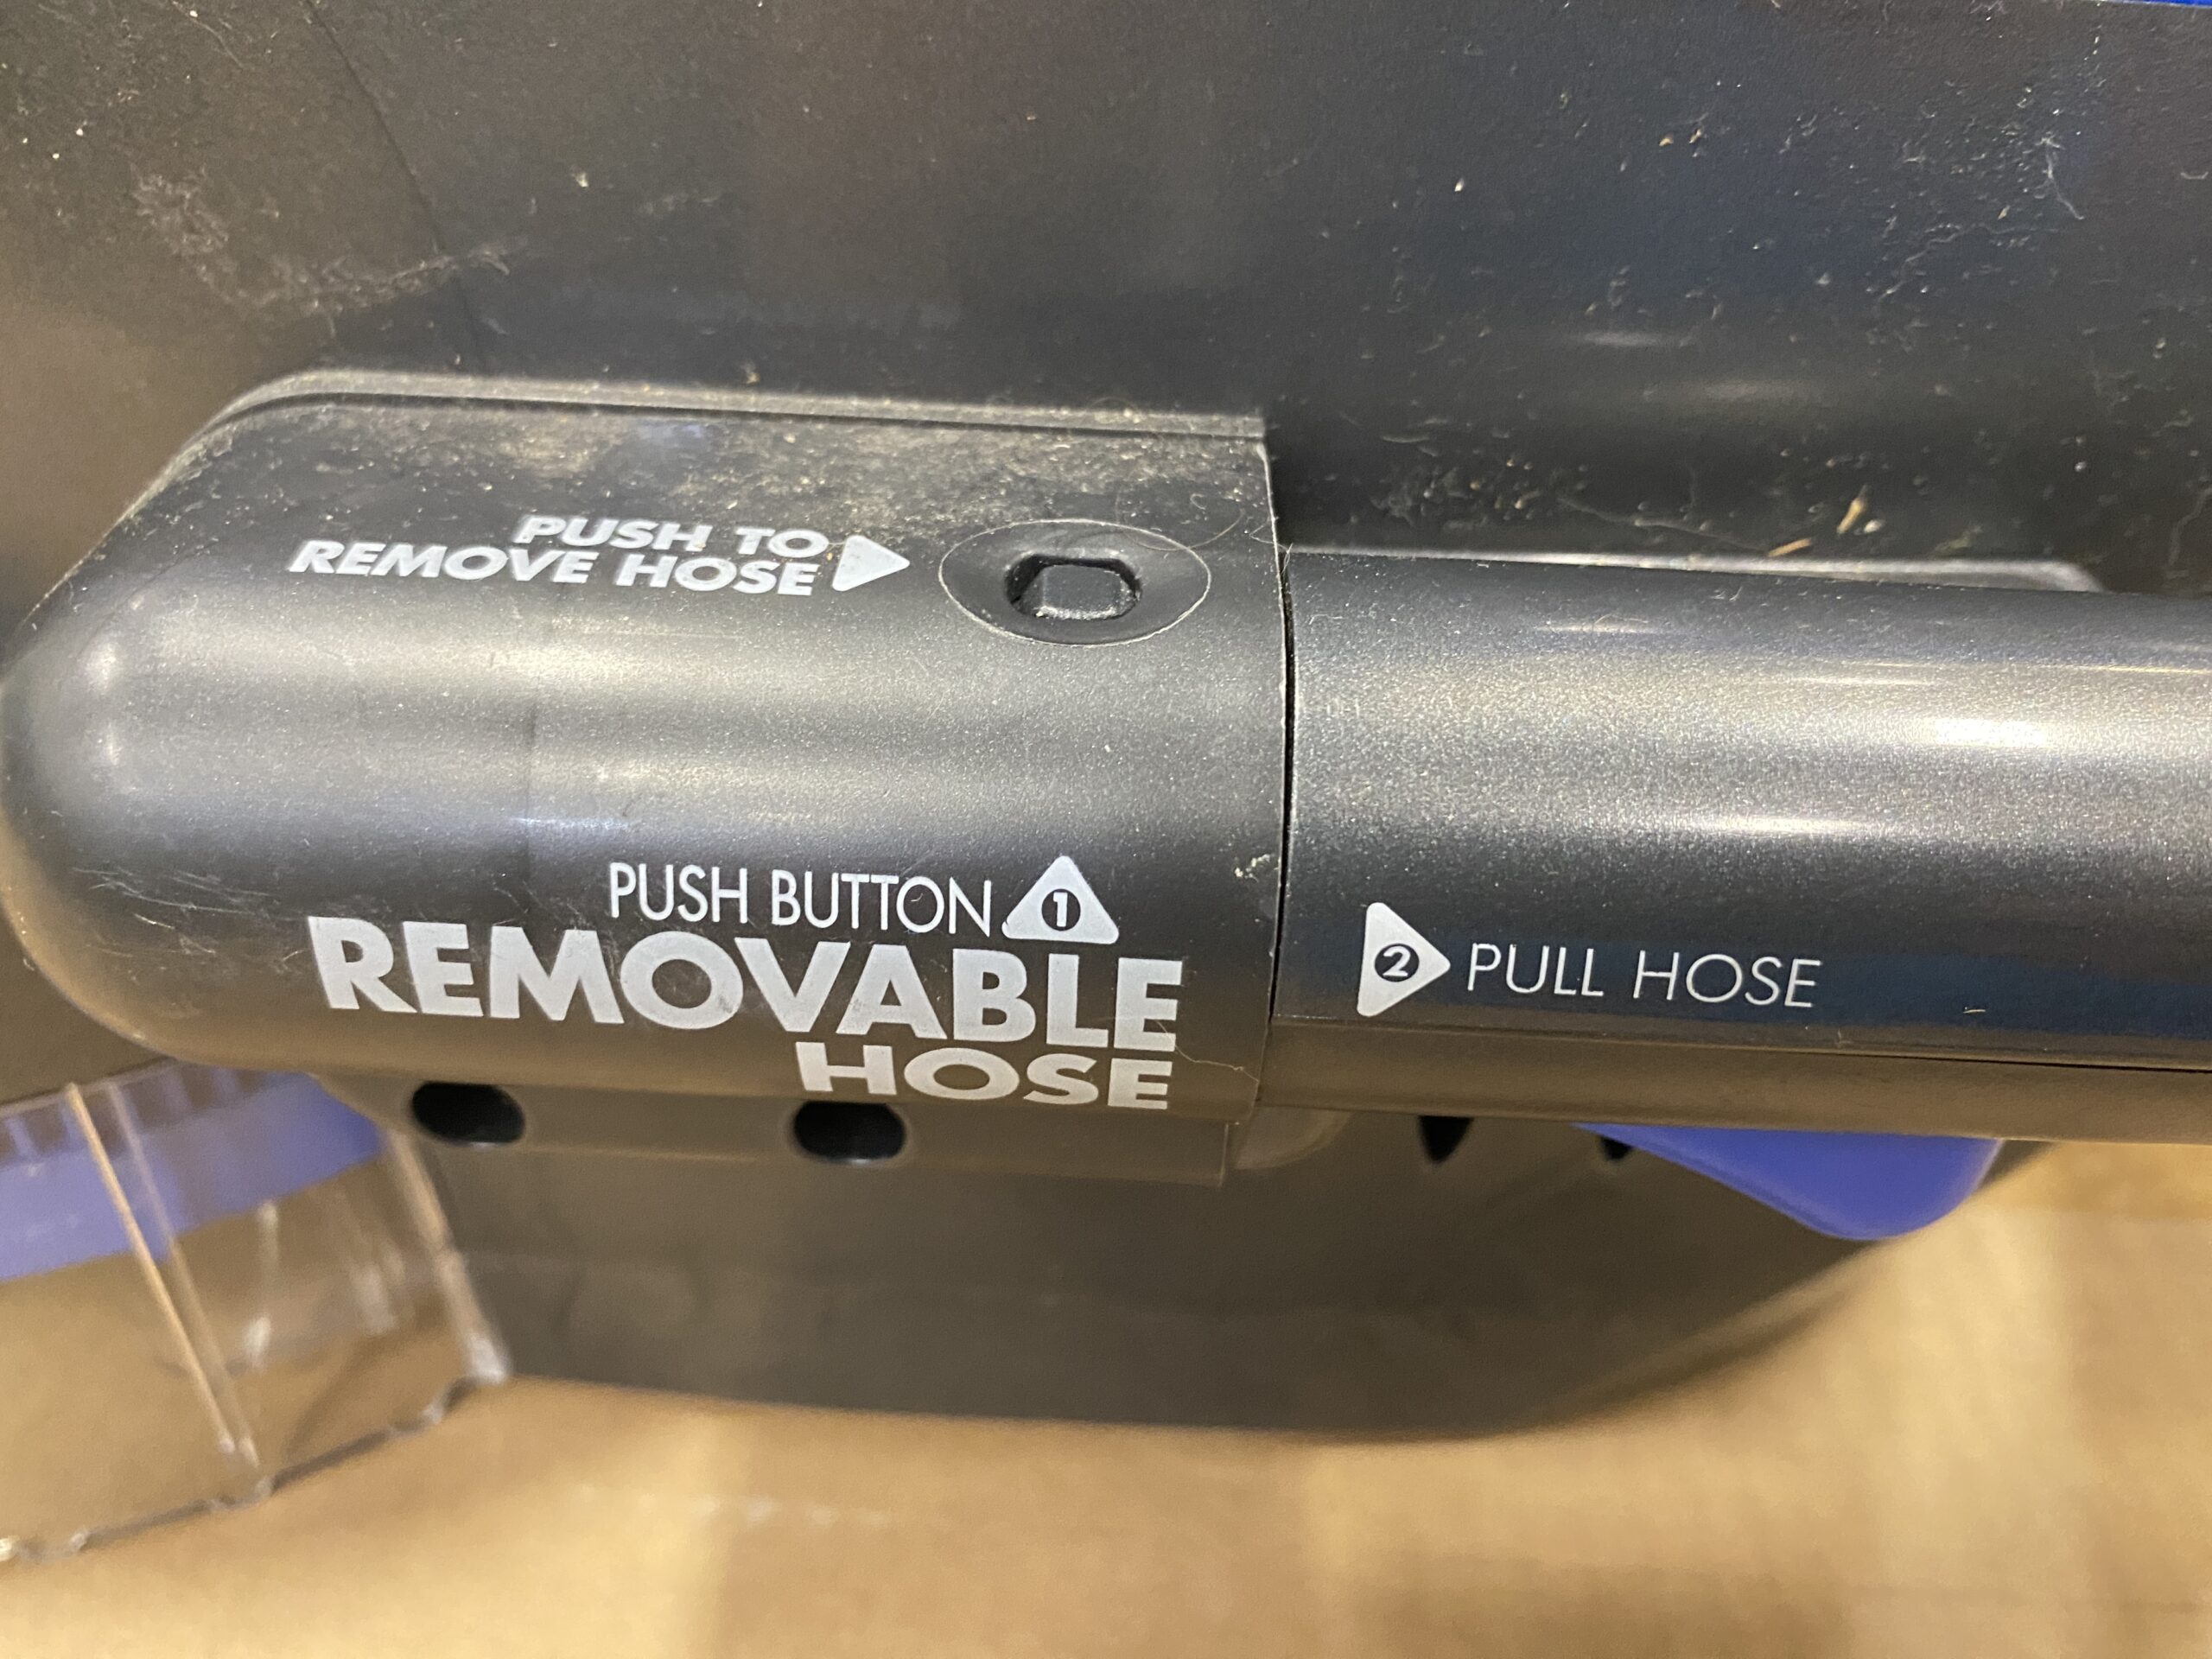 PUSH TO
REMOVE HOSE
PUSH BUTTON 1
REMOVABLE
HOSE
2 PULL HOSE